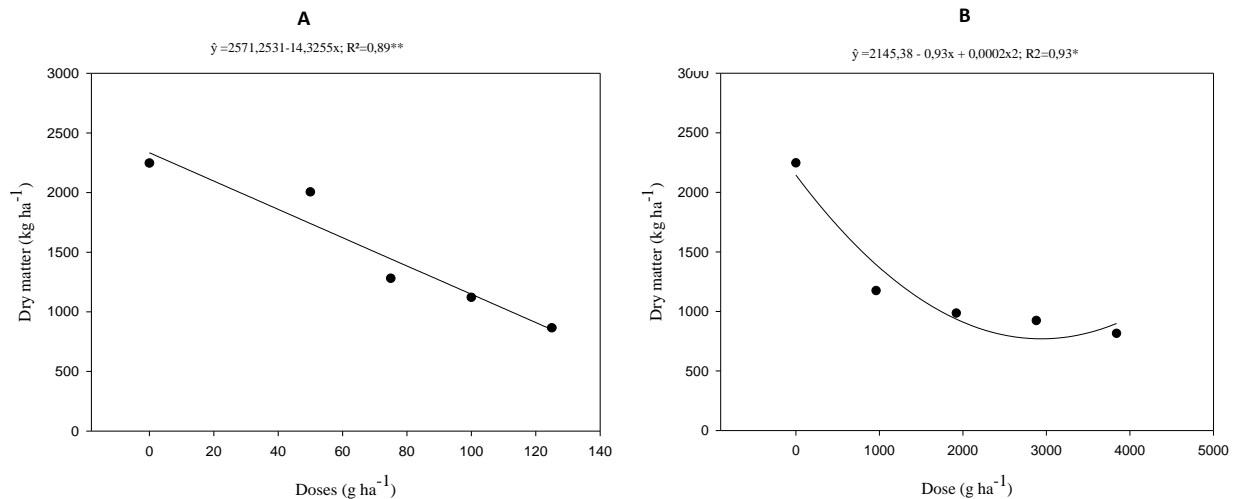 A
ŷ =2571,2531-14,3255x; R²=0,89**
3000
2500
2000
1500
1000
500
0
Dry matter (kg ha-1)
0 20 40 60 80 100 120 140
Doses (g ha-1)
B
ŷ =2145,38 - 0,93x + 0,0002x2; R2=0,93*
3000
2500
2000
1500
1000
500
0
Dry matter (kg ha-1)
0 1000 2000 3000 4000 5000
Dose (g ha-1)